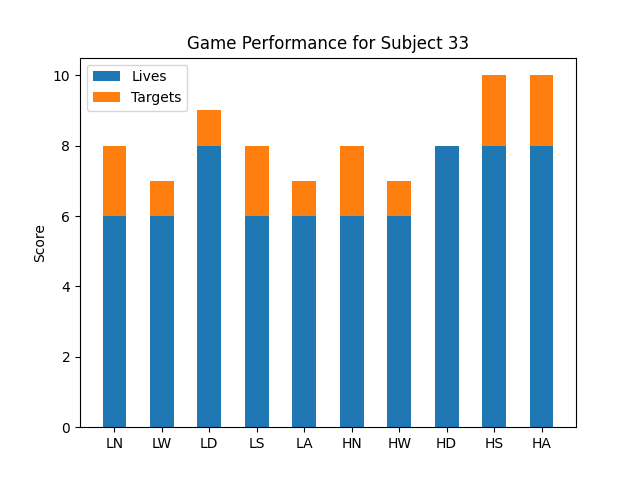 Game Performance for Subject 33
Lives
Targets
10
8
6
4
2
0
Score
LN LW LD LS LA HN HW HD HS HA